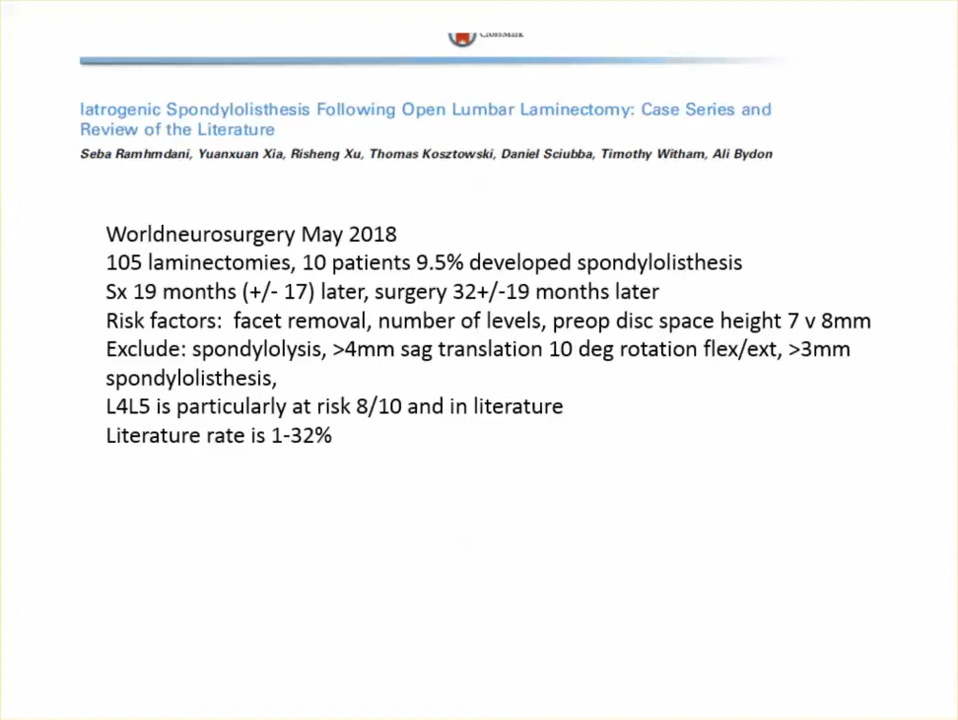 CrossMark
Iatrogenic Spondylolisthesis Following Open Lumbar Laminectomy: Case Series and
Review of the Literature
Seba Ramhmdani, Yuanxuan Xia, Risheng Xu, Thomas Kosztowski, Daniel Sciubba, Timothy Witham, Ali Bydon
Worldneurosurgery May 2018
105 laminectomies, 10 patients 9.5% developed spondylolisthesis
Sx 19 months (+/- 17) later, surgery 32+/-19 months later
Risk factors:  facet removal, number of levels, preop disc space height 7 v 8mm
Exclude: spondylolysis, >4mm sag translation 10 deg rotation flex/ext, >3mm
spondylolisthesis,
L4L5 is particularly at risk 8/10 and in literature
Literature rate is 1-32%